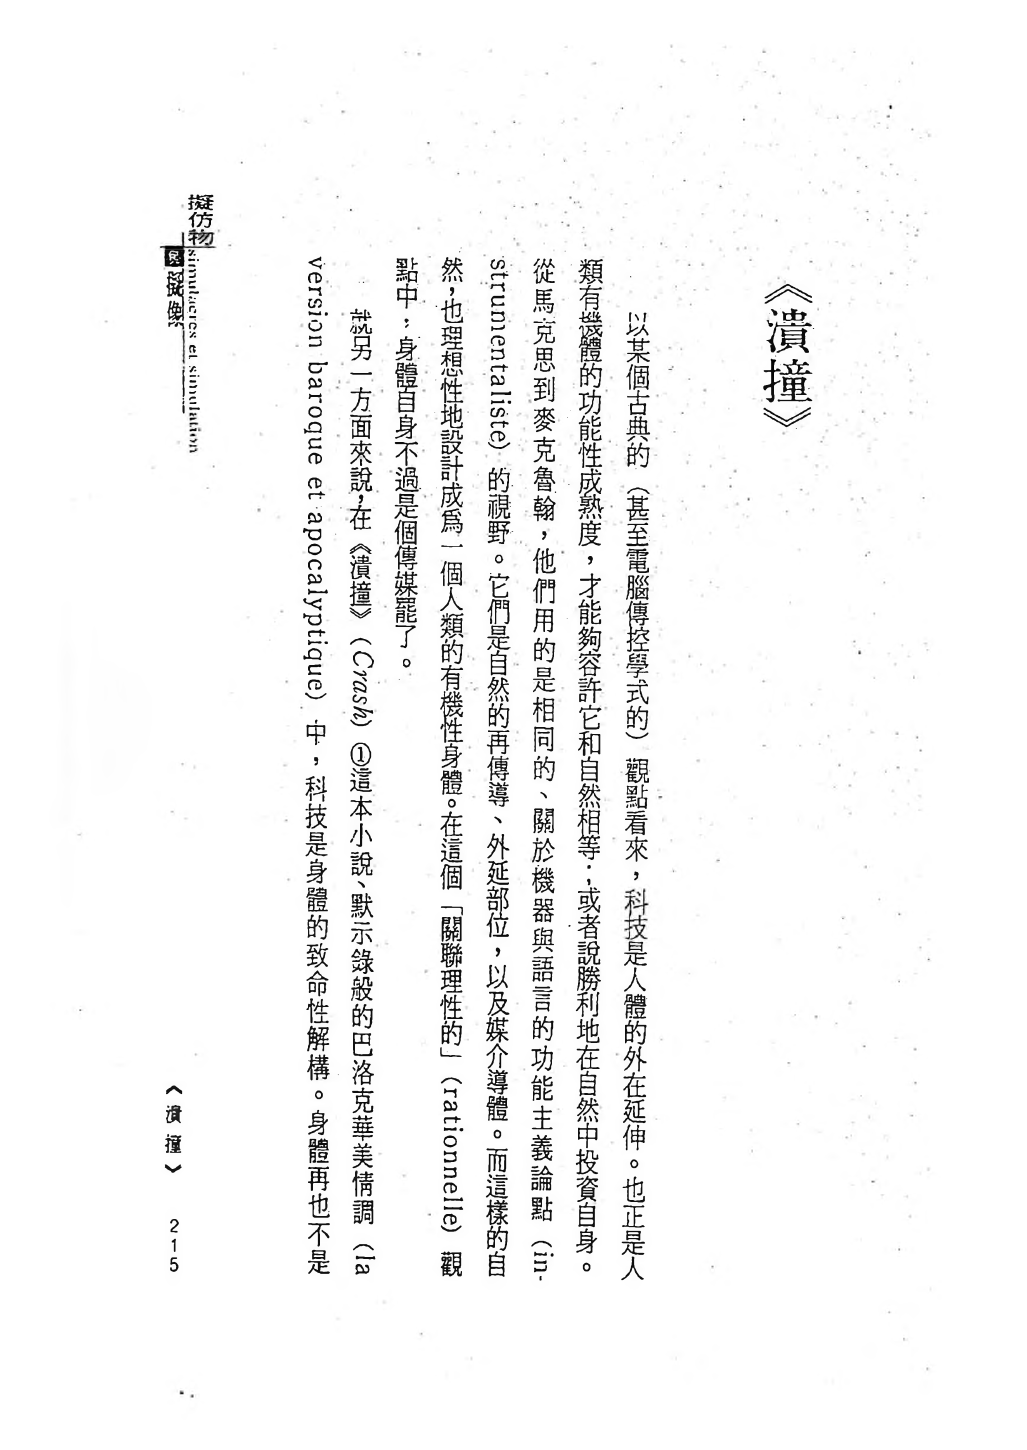 《潰撞》
以某個古典的（甚至電腦傳控學式的）觀點看來，科技是人體的外在延伸。也正是人
類有機體的功能性成熟度，才能夠容許它和自然相等；或者說勝利地在自然中投資自身。
從馬克思到麥克魯翰，他們用的是相同的、關於機器與語言的功能主義論點（in-
strumentaliste）的視野。它們是自然的再傳導、外延部位，以及媒介導體。而這樣的自
然，也理想性地設計成為一個人類的有機性身體。在這個「關聯理性的」（rationnelle）觀
點中，身體自身不過是個傳媒罷了。
就另一方面來說，在《潰撞》（Crash）①這本小說、默示錄般的巴洛克華美情調（la
version baroque et apocalyptique）中，科技是身體的致命性解構。身體再也不是
擬仿物
simulacres et simulation
與擬像
《潰撞》
215